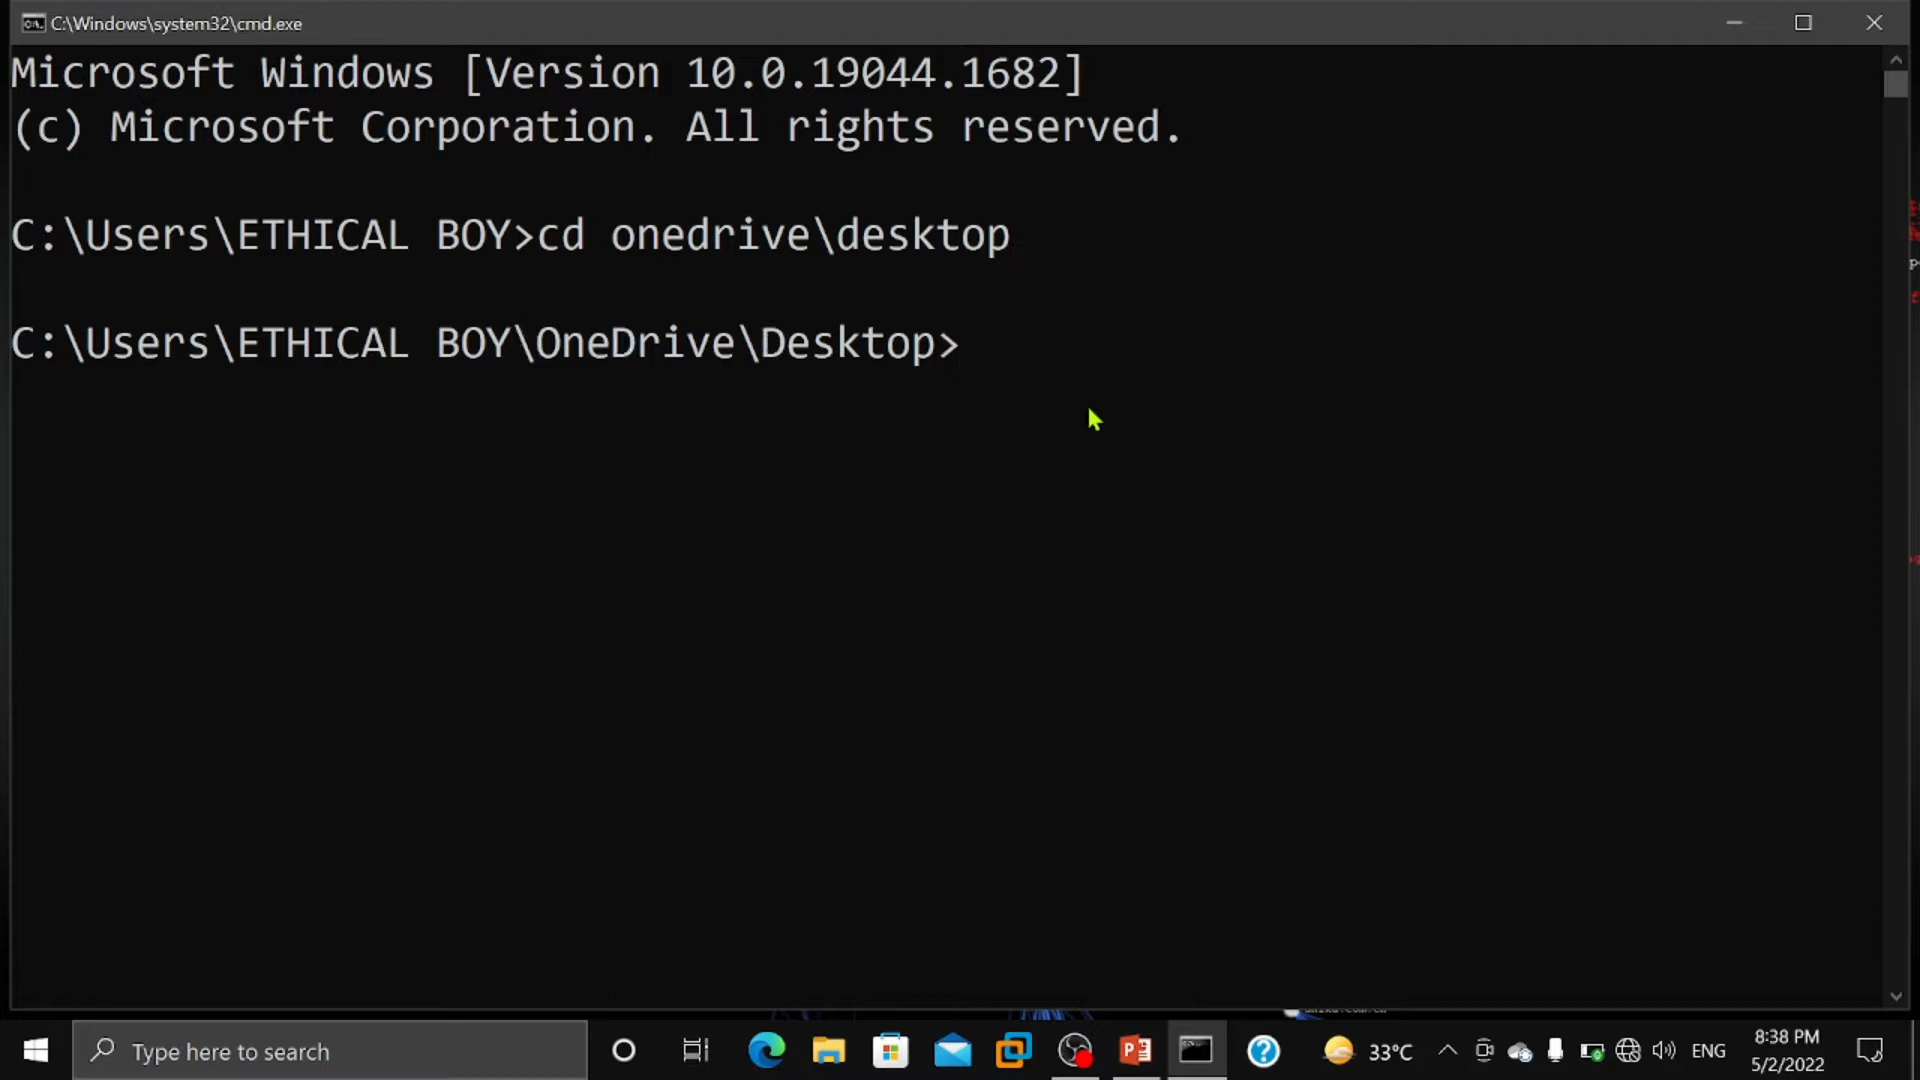 C:\Windows\system32\cmd.exe
Microsoft Windows [Version 10.0.19044.1682]
(c) Microsoft Corporation. All rights reserved.
C:\Users\ETHICAL BOY>cd onedrive\desktop
C:\Users\ETHICAL BOY\OneDrive\Desktop>
Type here to search
33°C
ENG
8:38 PM
5/2/2022